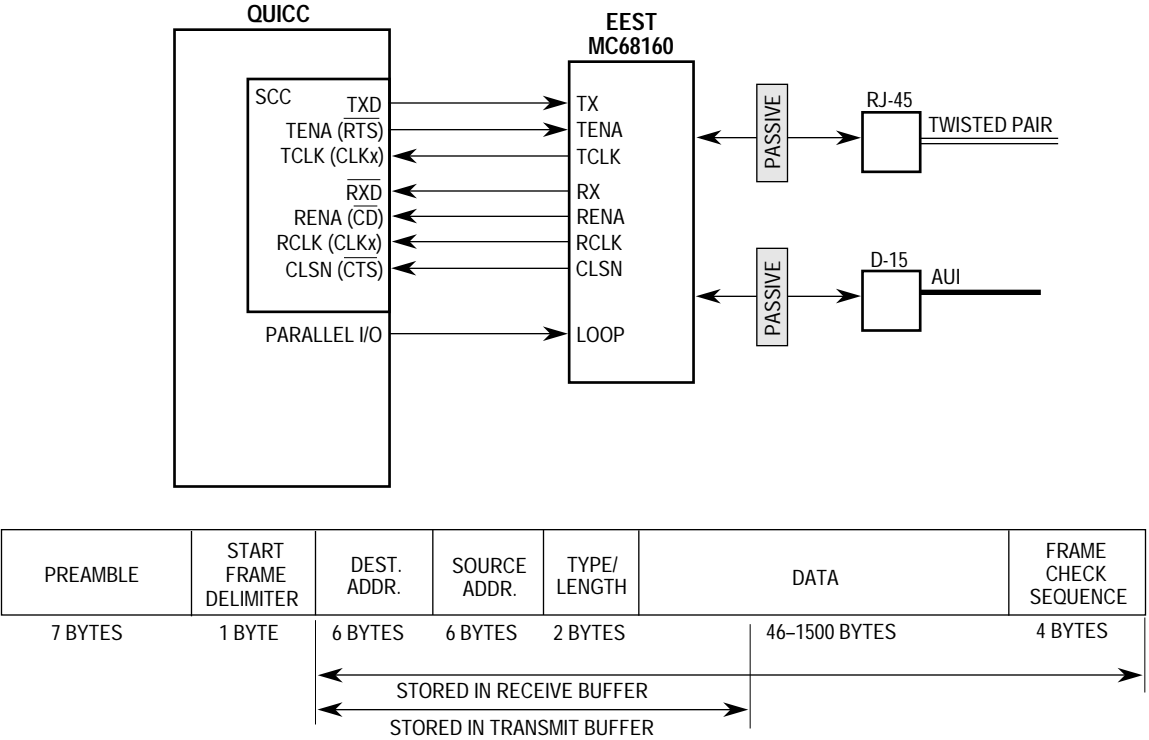 QUICC
EEST
MC68160
SCC
TXD
TENA (RTS)
TCLK (CLKx)
RXD
RENA (CD)
RCLK (CLKx)
CLSN (CTS)
PARALLEL I/O
TX
TENA
TCLK
RX
RENA
RCLK
CLSN
LOOP
PASSIVE
RJ-45
TWISTED PAIR
PASSIVE
D-15
AUI
PREAMBLE
START
FRAME
DELIMITER
DEST.
ADDR.
SOURCE
ADDR.
TYPE/
LENGTH
DATA
FRAME
CHECK
SEQUENCE
7 BYTES
1 BYTE
6 BYTES
6 BYTES
2 BYTES
46–1500 BYTES
4 BYTES
STORED IN RECEIVE BUFFER
STORED IN TRANSMIT BUFFER